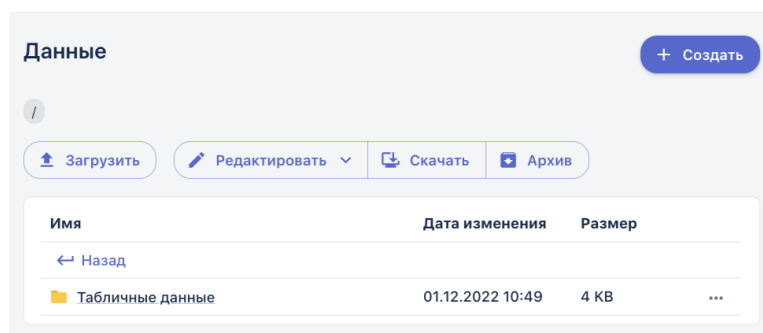 Данные
+ Создать
/
Загрузить Редактировать Скачать Архив
Имя Дата изменения Размер
Назад
Табличные данные 01.12.2022 10:49 4 KB ...